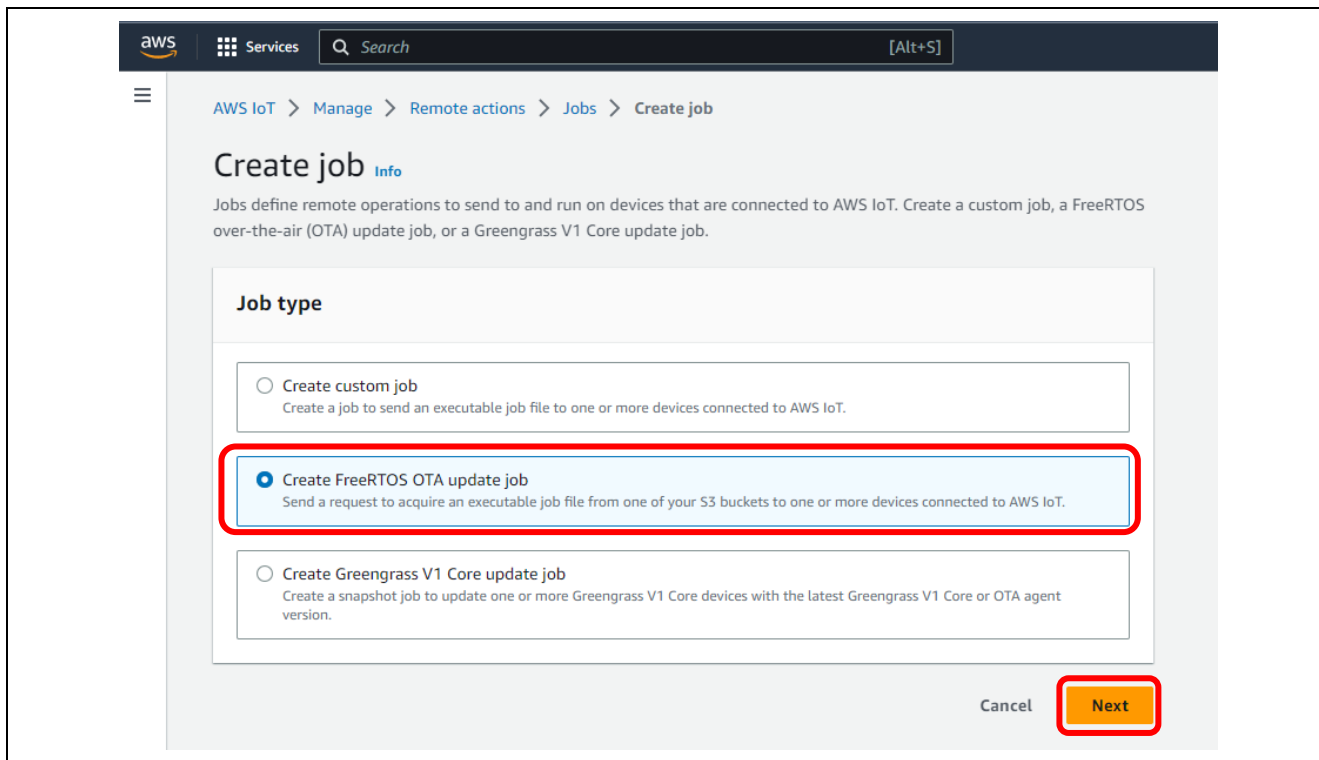 aws Services Search [Alt+S]
AWS IoT > Manage > Remote actions > Jobs > Create job
Create job Info
Jobs define remote operations to send to and run on devices that are connected to AWS IoT. Create a custom job, a FreeRTOS
over-the-air (OTA) update job, or a Greengrass V1 Core update job.
Job type
Create custom job
Create a job to send an executable job file to one or more devices connected to AWS IoT.
Create FreeRTOS OTA update job
Send a request to acquire an executable job file from one of your S3 buckets to one or more devices connected to AWS IoT.
Create Greengrass V1 Core update job
Create a snapshot job to update one or more Greengrass V1 Core devices with the latest Greengrass V1 Core or OTA agent
version.
Cancel Next